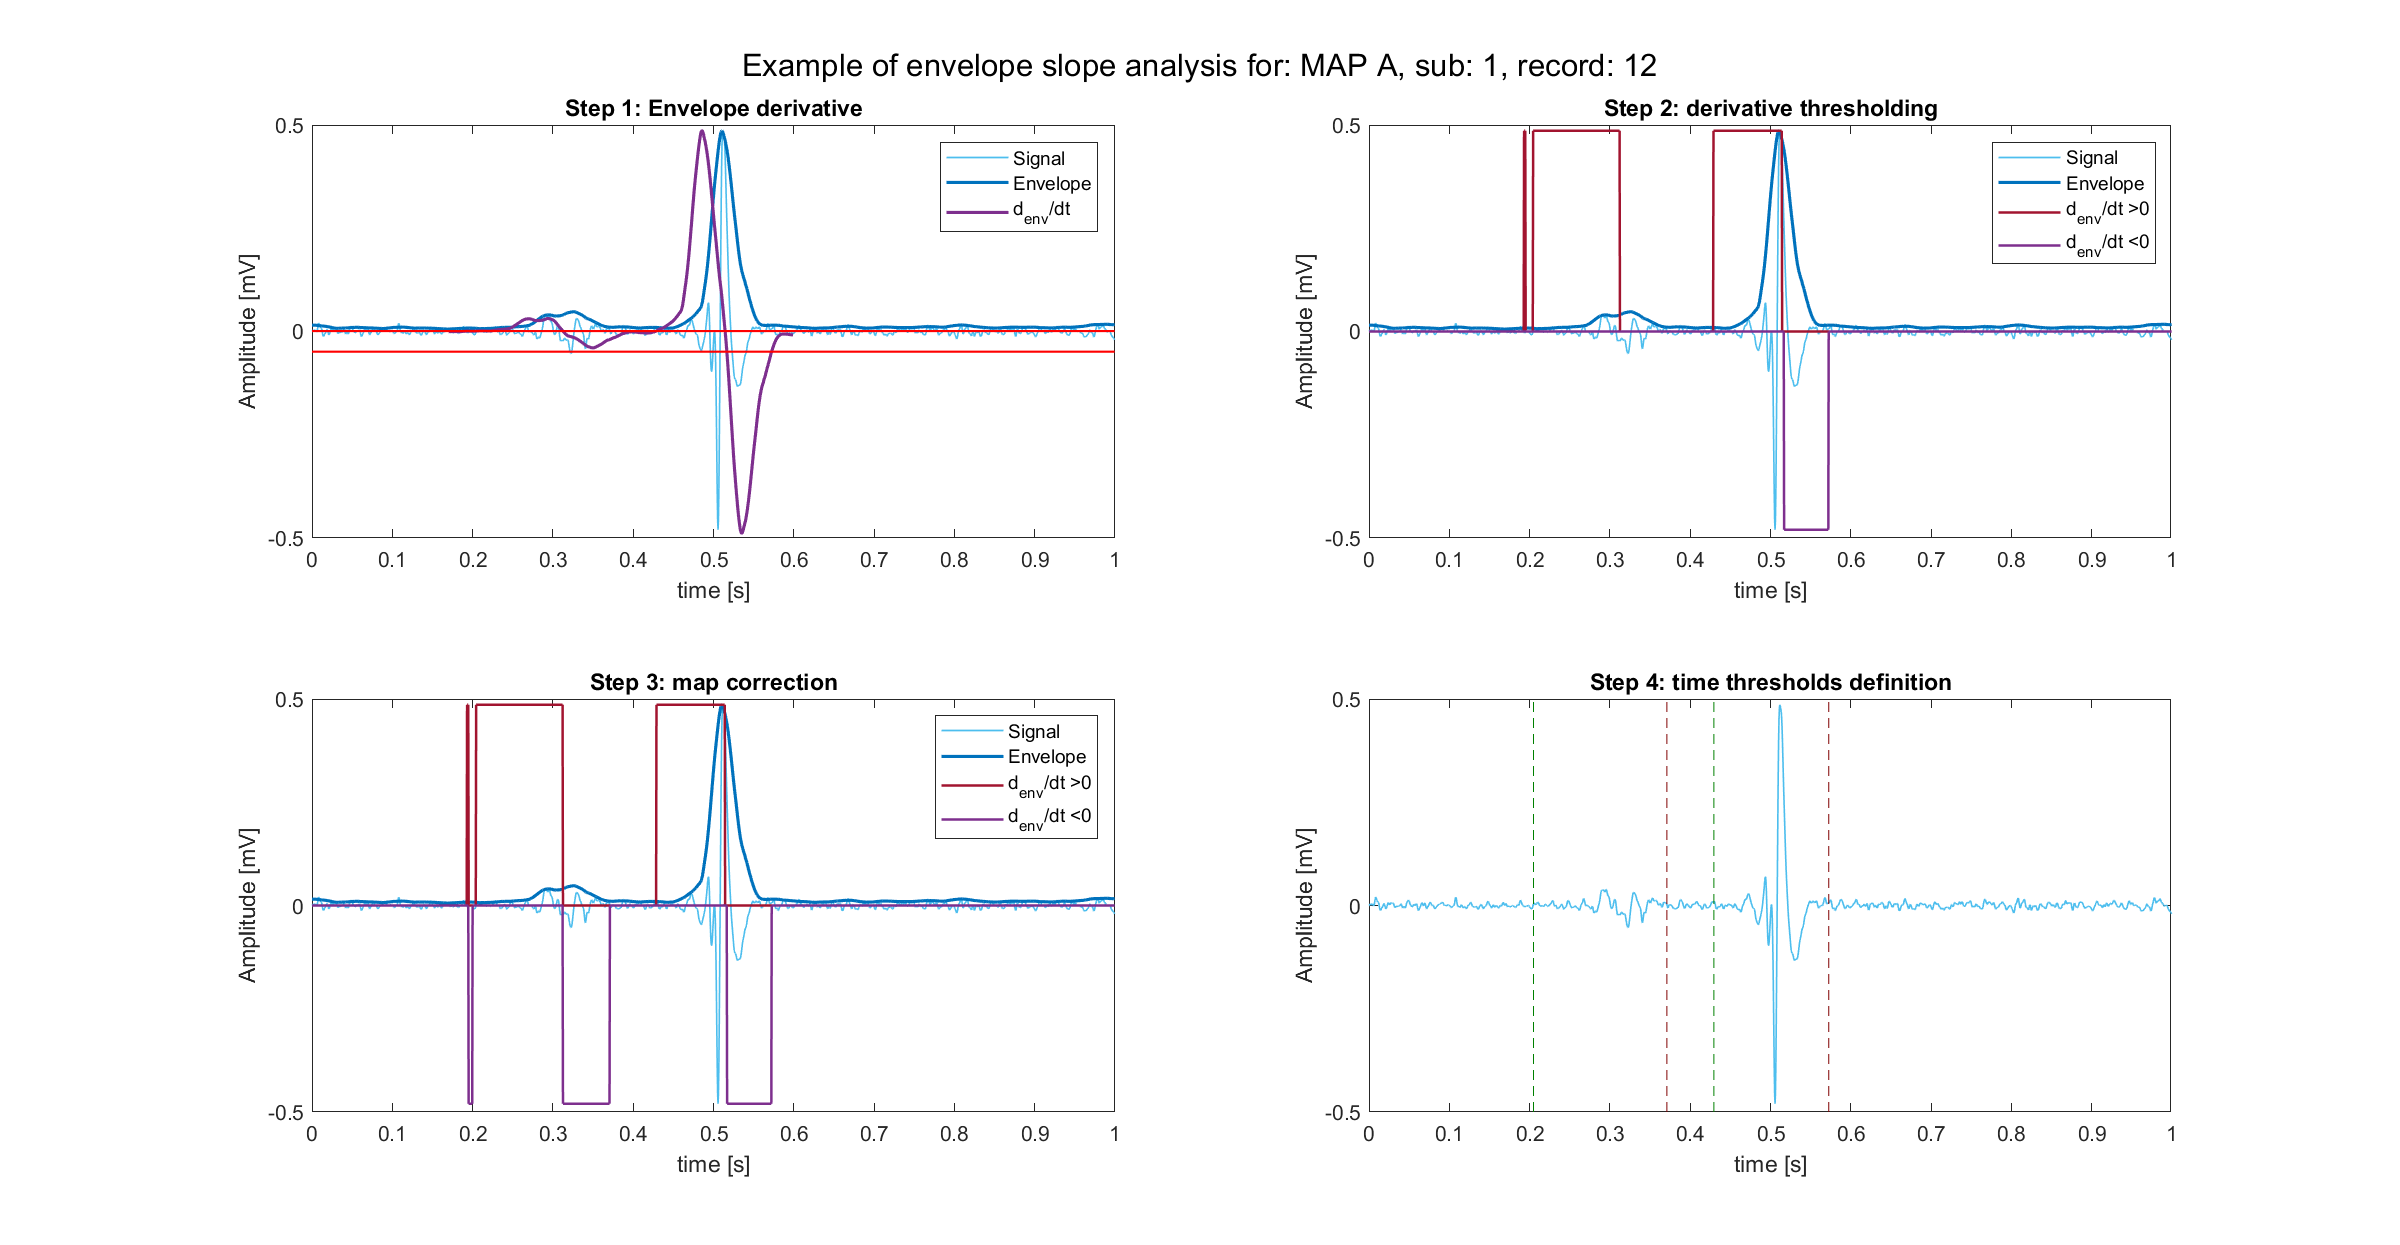 Example of envelope slope analysis for: MAP A, sub: 1, record: 12
Step 1: Envelope derivative
0.5
0
-0.5
Amplitude [mV]
Signal
Envelope
d_env/dt
0 0.1 0.2 0.3 0.4 0.5 0.6 0.7 0.8 0.9 1
time [s]
Step 2: derivative thresholding
0.5
0
-0.5
Amplitude [mV]
Signal
Envelope
d_env/dt >0
d_env/dt <0
0 0.1 0.2 0.3 0.4 0.5 0.6 0.7 0.8 0.9 1
time [s]
Step 3: map correction
0.5
0
-0.5
Amplitude [mV]
Signal
Envelope
d_env/dt >0
d_env/dt <0
0 0.1 0.2 0.3 0.4 0.5 0.6 0.7 0.8 0.9 1
time [s]
Step 4: time thresholds definition
0.5
0
-0.5
Amplitude [mV]
0 0.1 0.2 0.3 0.4 0.5 0.6 0.7 0.8 0.9 1
time [s]